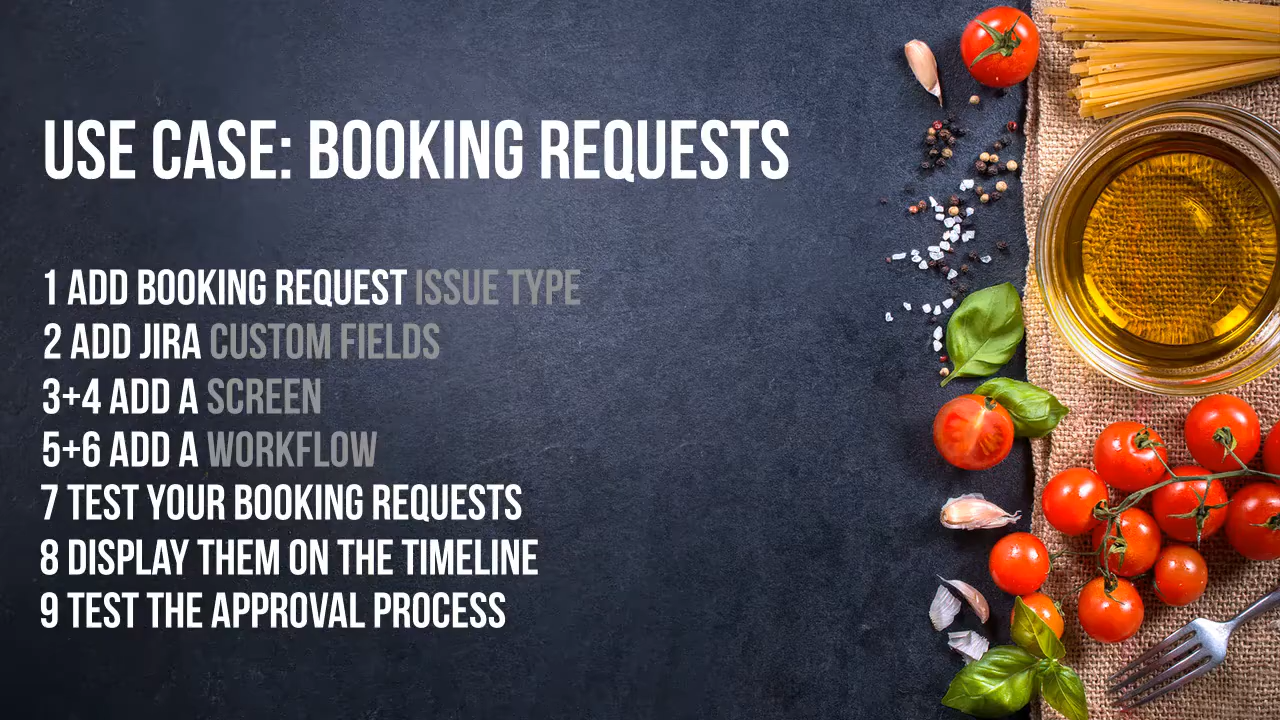 USE CASE: BOOKING REQUESTS
1 ADD BOOKING REQUEST ISSUE TYPE
2 ADD JIRA CUSTOM FIELDS
3+4 ADD A SCREEN
5+6 ADD A WORKFLOW
7 TEST YOUR BOOKING REQUESTS
8 DISPLAY THEM ON THE TIMELINE
9 TEST THE APPROVAL PROCESS